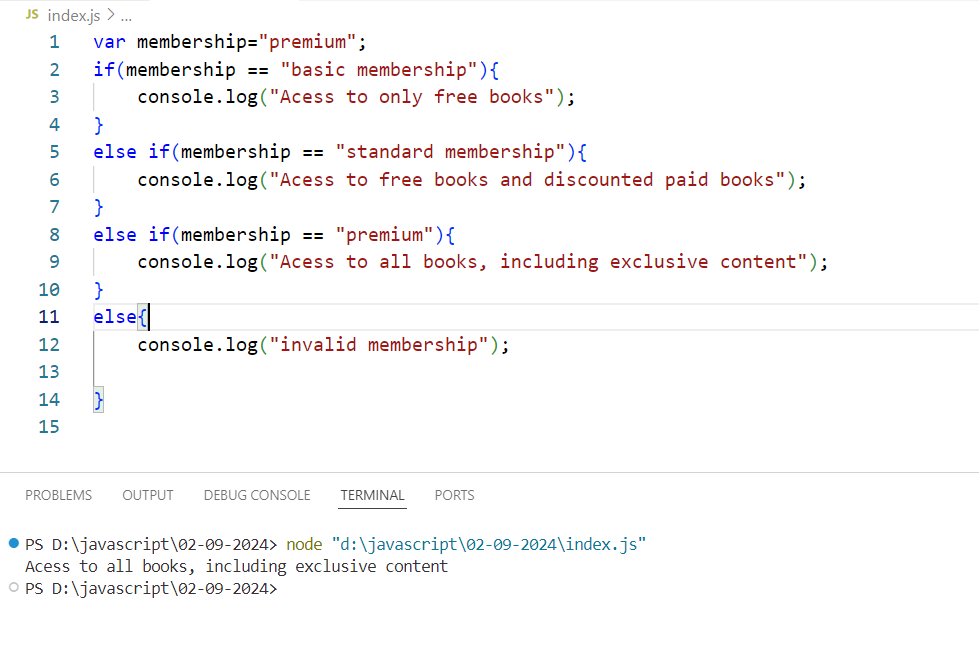 JS index.js > ...
1 var membership="premium";
2 if(membership == "basic membership"){
3 console.log("Acess to only free books");
4 }
5 else if(membership == "standard membership"){
6 console.log("Acess to free books and discounted paid books");
7 }
8 else if(membership == "premium"){
9 console.log("Acess to all books, including exclusive content");
10 }
11 else{
12 console.log("invalid membership");
13
14 }
15
PROBLEMS OUTPUT DEBUG CONSOLE TERMINAL PORTS
PS D:\javascript\02-09-2024> node "d:\javascript\02-09-2024\index.js"
Acess to all books, including exclusive content
PS D:\javascript\02-09-2024>